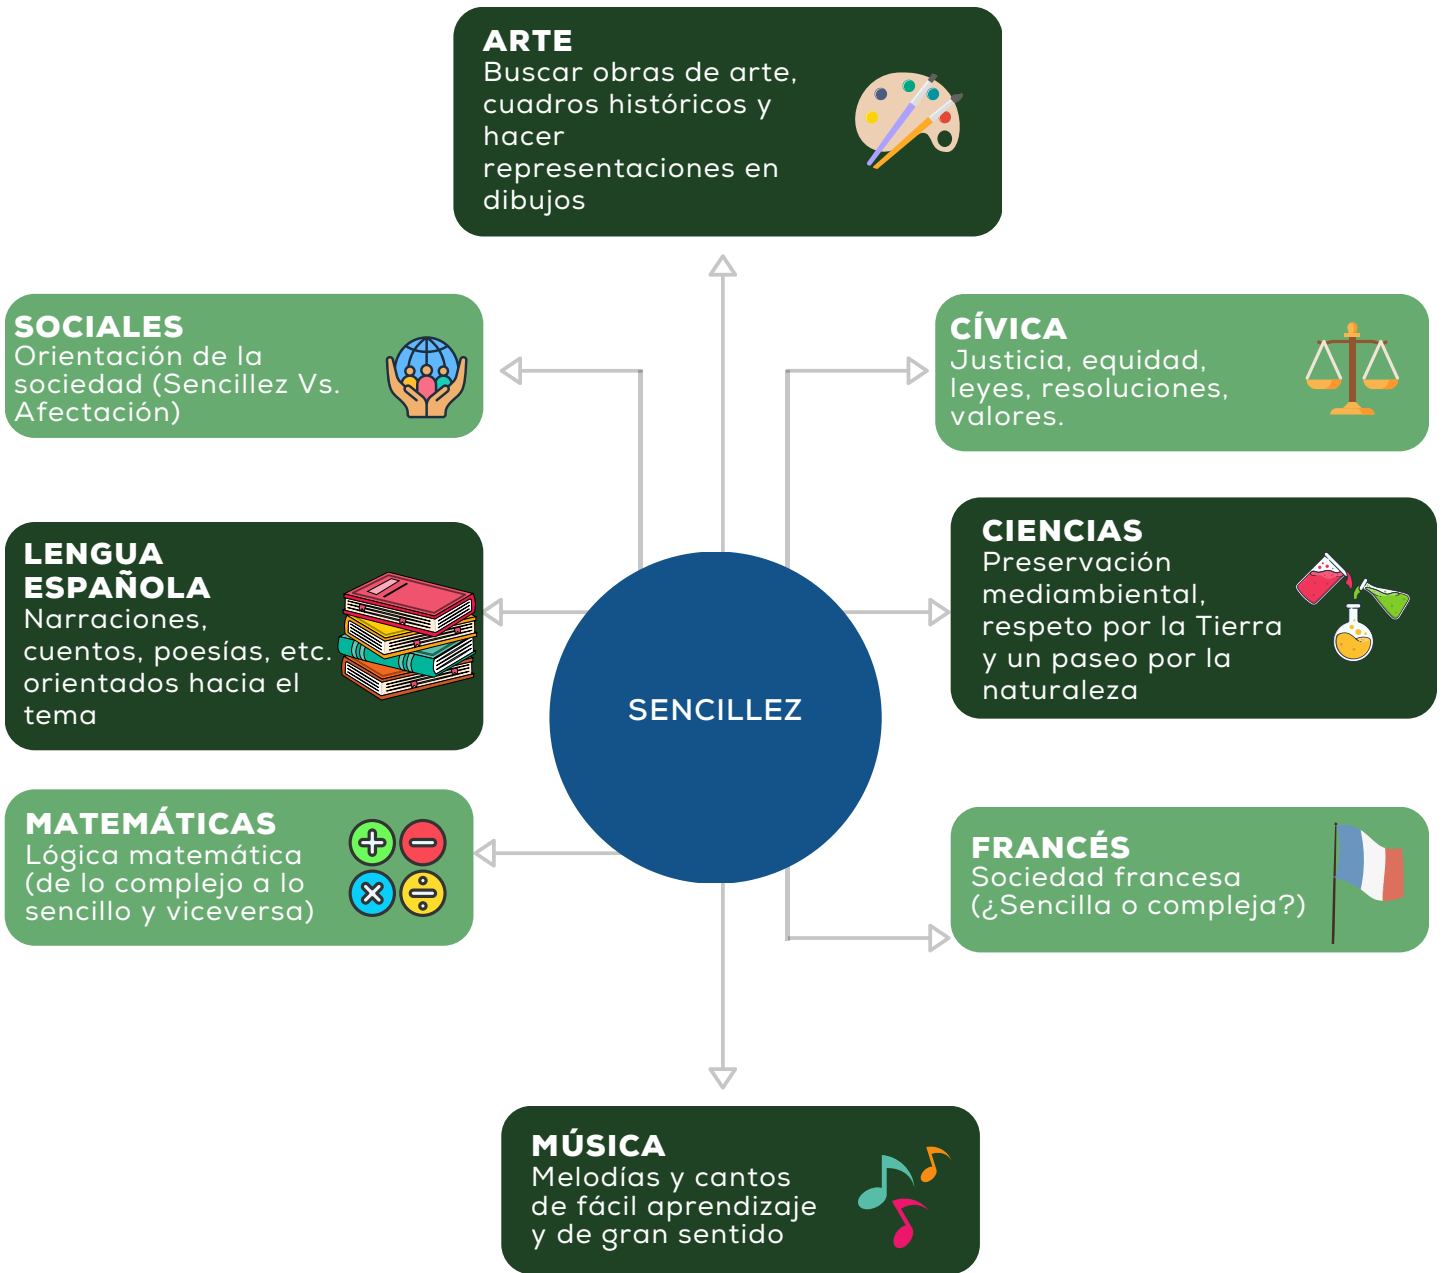 ARTE
Buscar obras de arte,
cuadros históricos y
hacer
representaciones en
dibujos
SOCIALES
Orientación de la
sociedad (Sencillez Vs.
Afectación)
CÍVICA
Justicia, equidad,
leyes, resoluciones,
valores.
LENGUA
ESPAÑOLA
Narraciones,
cuentos, poesías, etc.
orientados hacia el
tema
CIENCIAS
Preservación
mediambiental,
respeto por la Tierra
y un paseo por la
naturaleza
SENCILLEZ
MATEMÁTICAS
Lógica matemática
(de lo complejo a lo
sencillo y viceversa)
FRANCÉS
Sociedad francesa
(¿Sencilla o compleja?)
MÚSICA
Melodías y cantos
de fácil aprendizaje
y de gran sentido